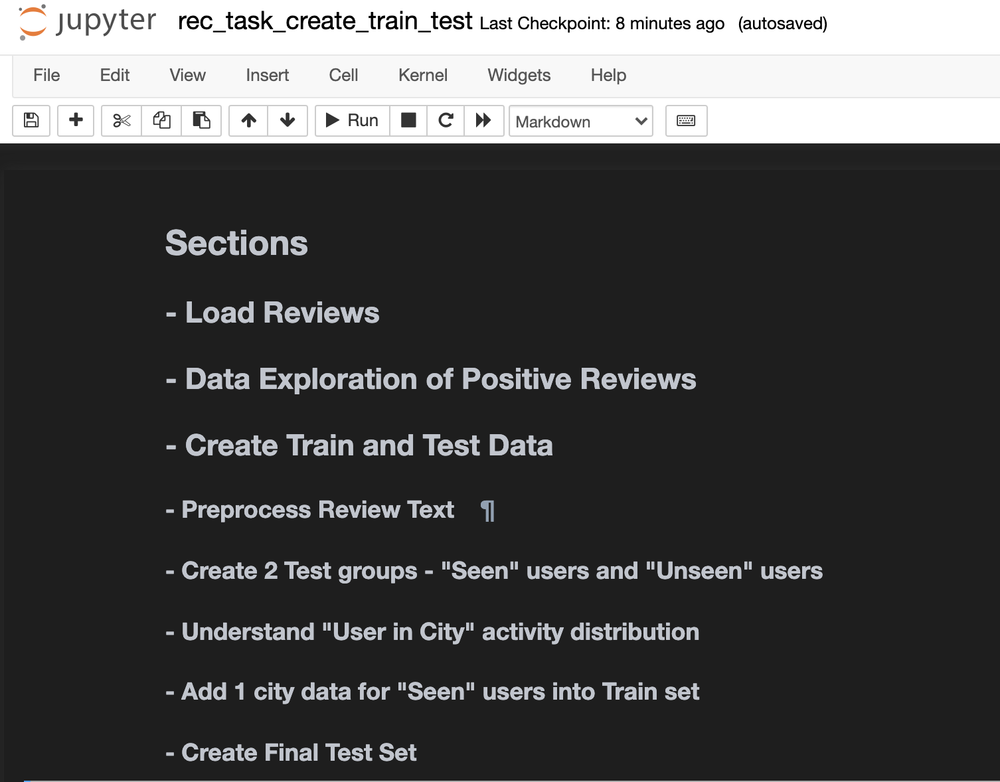 jupyter rec_task_create_train_test Last Checkpoint: 8 minutes ago (autosaved)
File Edit View Insert Cell Kernel Widgets Help
Run Markdown
Sections
- Load Reviews
- Data Exploration of Positive Reviews
- Create Train and Test Data
- Preprocess Review Text ¶
- Create 2 Test groups - "Seen" users and "Unseen" users
- Understand "User in City" activity distribution
- Add 1 city data for "Seen" users into Train set
- Create Final Test Set